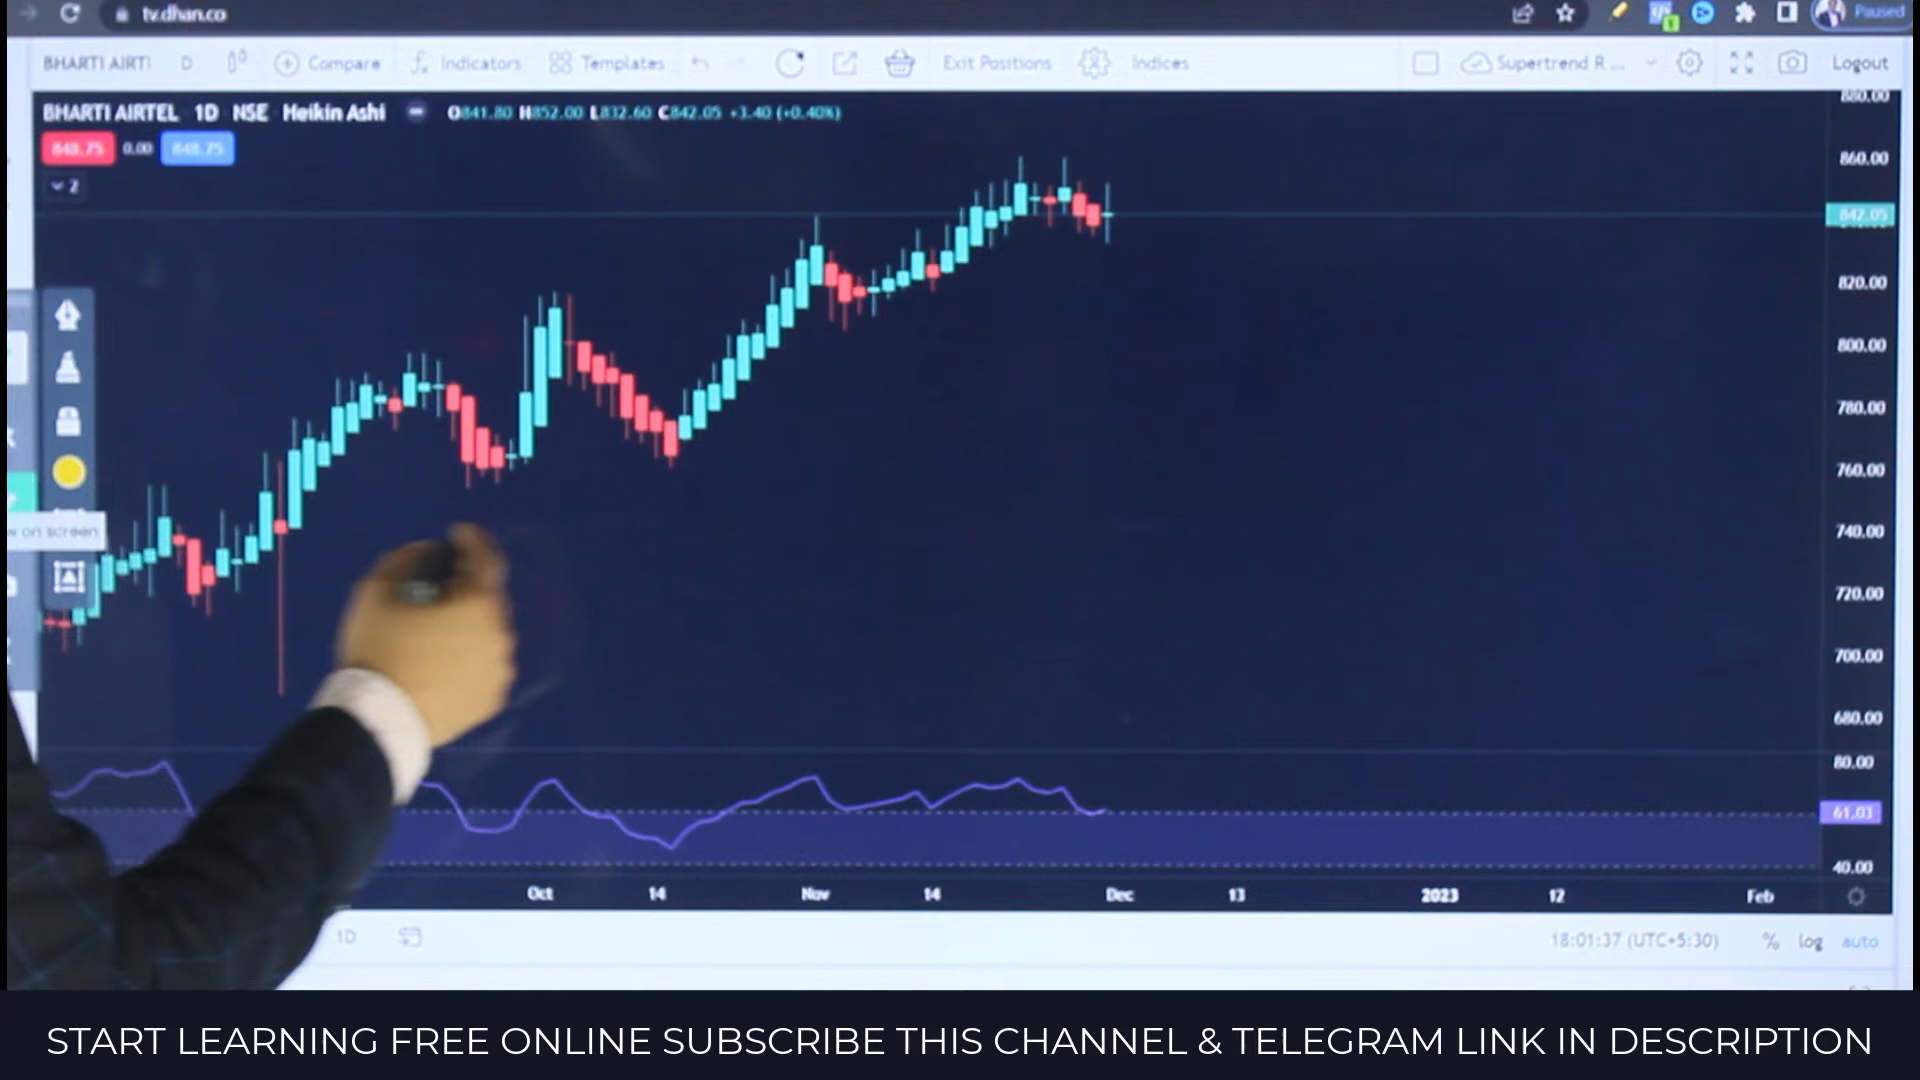 tv.dhan.co
Paused
BHARTI AIRTI D Compare Indicators Templates Exit Positions Indices Supertrend R ... Logout
BHARTI AIRTEL 1D NSE Heikin Ashi O841.80 H852.00 L832.60 C842.05 +3.40 (+0.40%)
848.75 0.00 848.75
2
880.00
860.00
842.05
820.00
800.00
780.00
760.00
740.00
720.00
700.00
680.00
80.00
61.03
40.00
w on screen
Oct 14 Nov 14 Dec 13 2023 12 Feb
1D
18:01:37 (UTC+5:30) % log auto
START LEARNING FREE ONLINE SUBSCRIBE THIS CHANNEL & TELEGRAM LINK IN DESCRIPTION